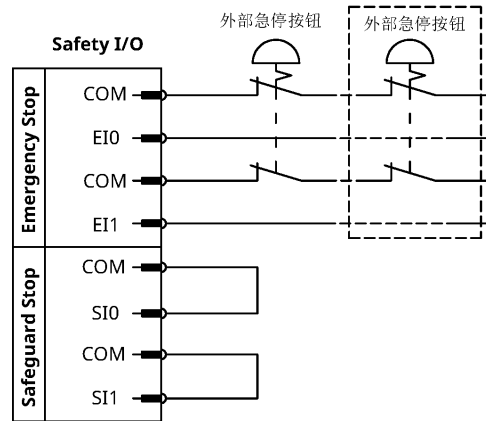 外部急停按钮
外部急停按钮
Safety I/O
Emergency Stop
COM
EI0
COM
EI1
Safeguard Stop
COM
SI0
COM
SI1